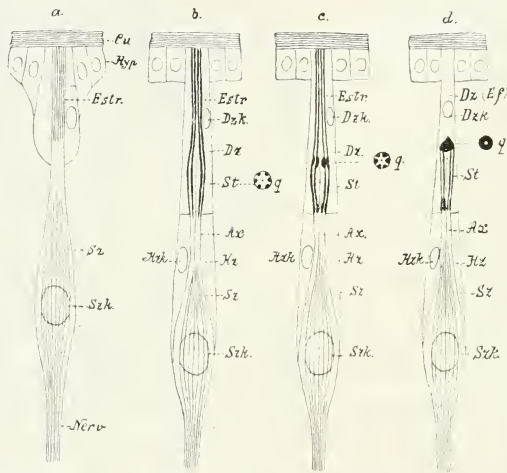 a.
b.
c.
d.
Cu
Hyp
Estr.
Sz
Szk.
Nerv
Estr
Dzk.
Dz
St
q
Ax
Hzk
Hz
Sz
Szk.
Estr.
Dzk.
Dz.
q.
St
Ax.
Hzk
Hz
Sz
Szk.
Dz (Ef.
Dzk
q
St
Ax
Hzk
Hz
Sz
Szk.